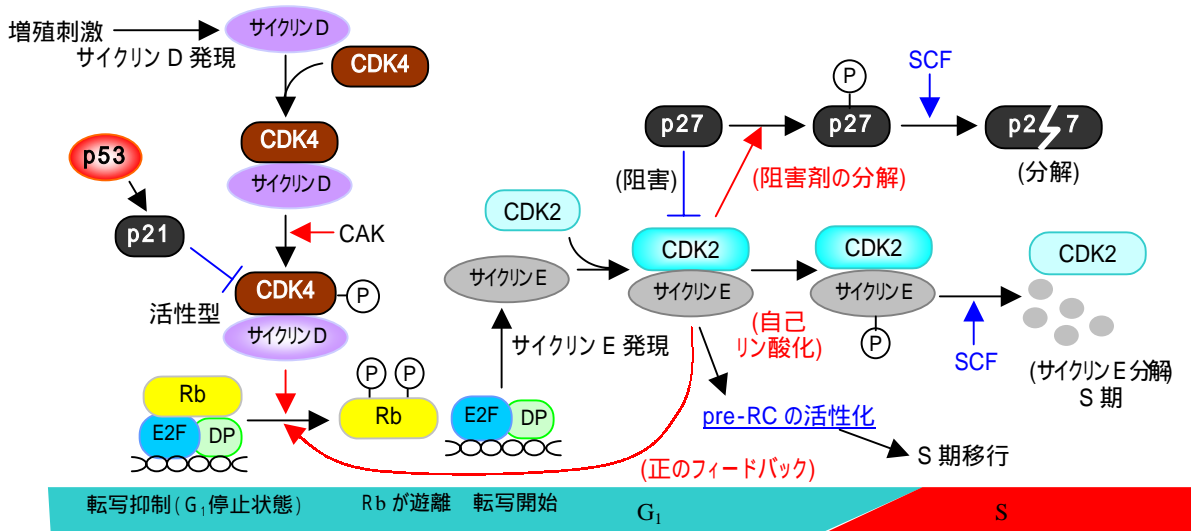 増殖刺激
サイクリン D 発現
サイクリン D
CDK4
CDK4
サイクリン D
p53
p21
CAK
CDK4
P
活性型
サイクリン D
Rb
E2F
DP
P
P
Rb
E2F
DP
サイクリン E 発現
サイクリン E
CDK2
p27
(阻害)
(阻害剤の分解)
P
p27
SCF
p2 7
(分解)
CDK2
サイクリン E
CDK2
サイクリン E
P
(自己
リン酸化)
SCF
CDK2
(サイクリン E 分解)
S 期
pre-RC の活性化
S 期移行
(正のフィードバック)
転写抑制(G₁停止状態)
Rb が遊離
転写開始
G₁
S